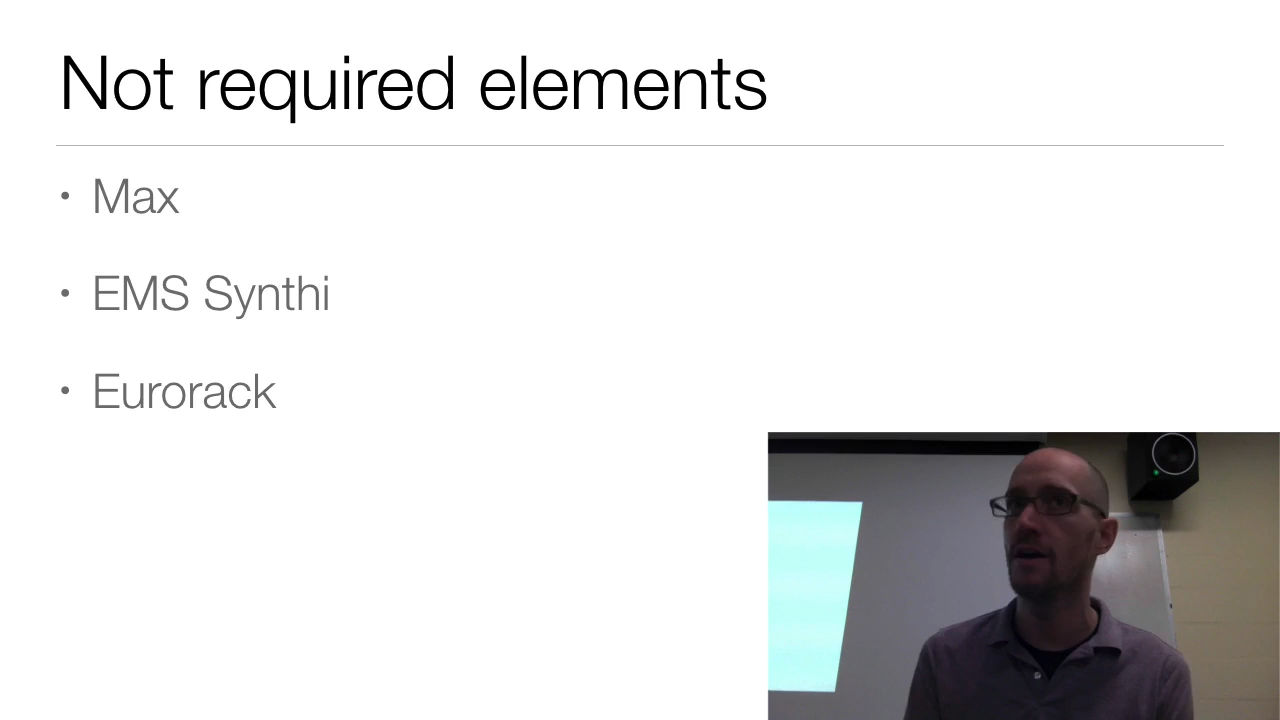 Not required elements
• Max
• EMS Synthi
• Eurorack